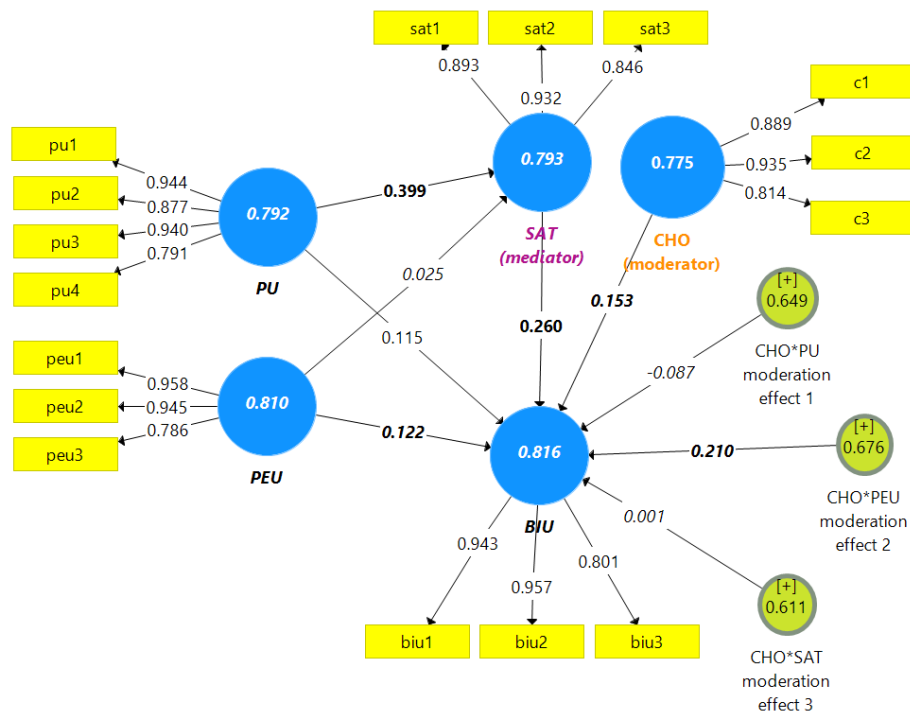 sat1
sat2
sat3
0.893
0.932
0.846
c1
c2
c3
0.889
0.935
0.814
pu1
pu2
pu3
pu4
0.944
0.877
0.940
0.791
0.792
PU
0.399
0.793
SAT
(mediator)
0.775
CHO
(moderator)
0.025
0.115
0.260
0.153
[+]
0.649
CHO*PU
moderation
effect 1
-0.087
peu1
peu2
peu3
0.958
0.945
0.786
0.810
PEU
0.122
0.816
BIU
0.210
[+]
0.676
CHO*PEU
moderation
effect 2
0.001
[+]
0.611
CHO*SAT
moderation
effect 3
0.943
0.957
0.801
biu1
biu2
biu3